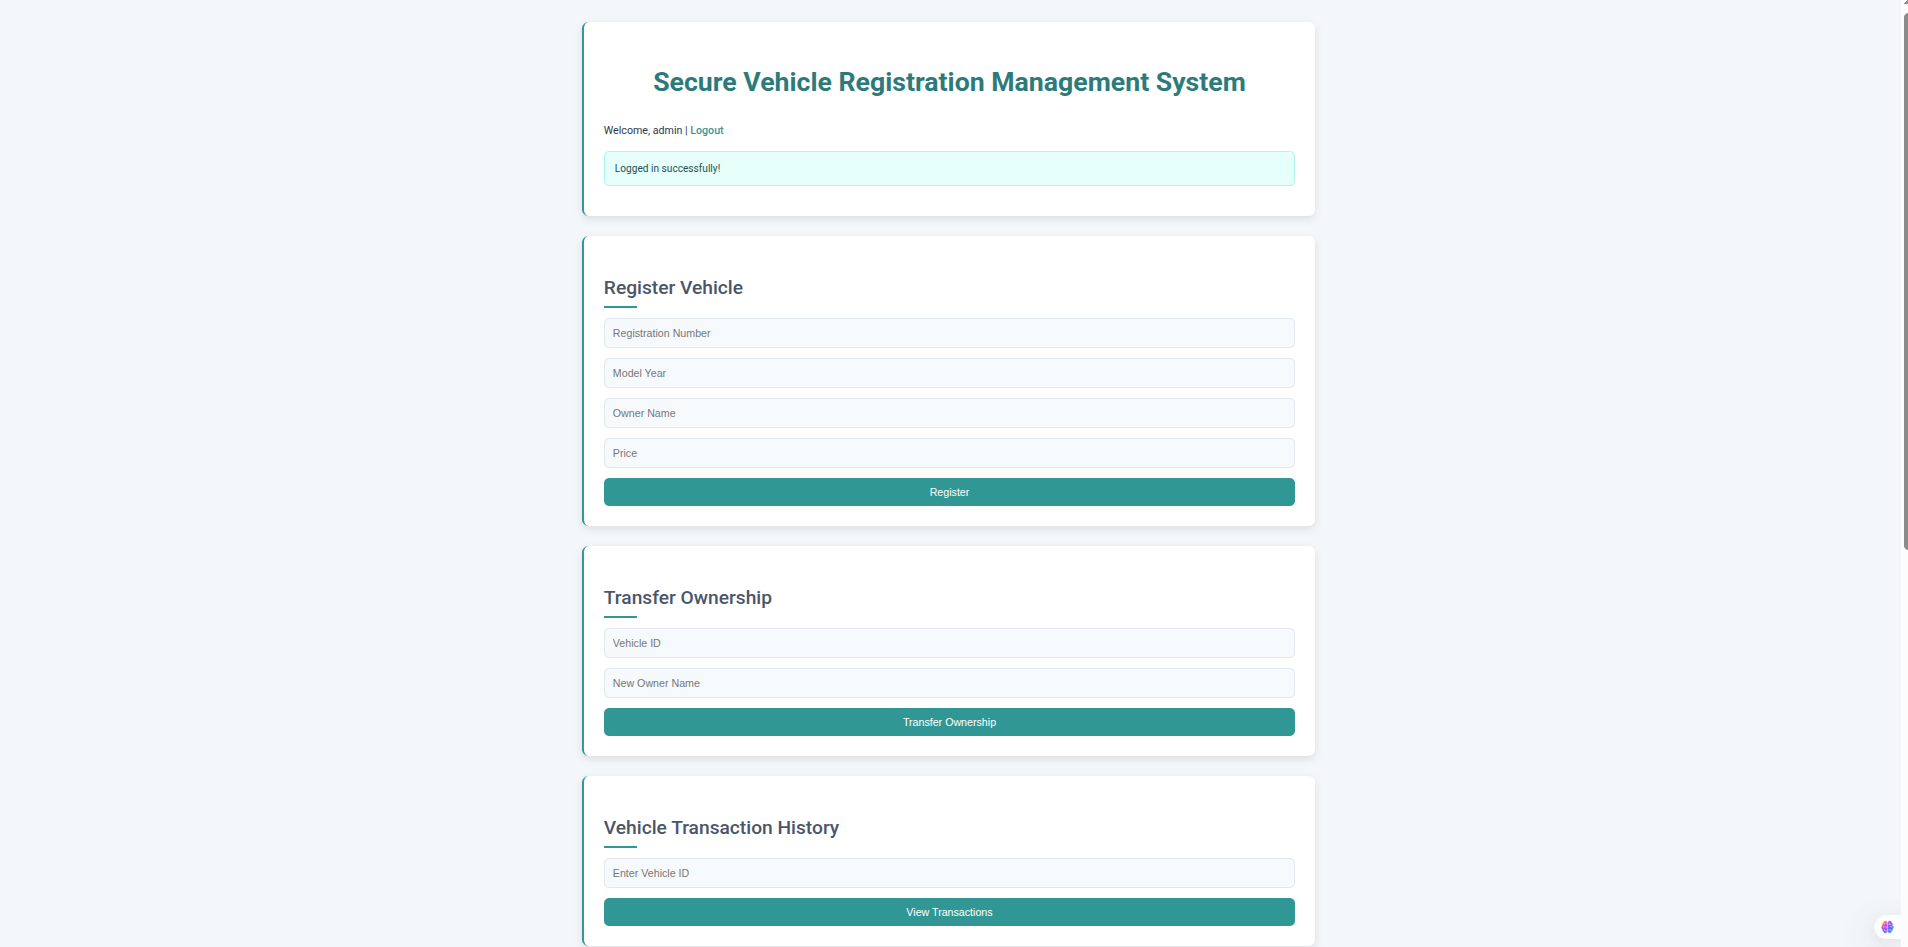 Secure Vehicle Registration Management System
Welcome, admin | Logout
Logged in successfully!
Register Vehicle
Registration Number
Model Year
Owner Name
Price
Register
Transfer Ownership
Vehicle ID
New Owner Name
Transfer Ownership
Vehicle Transaction History
Enter Vehicle ID
View Transactions